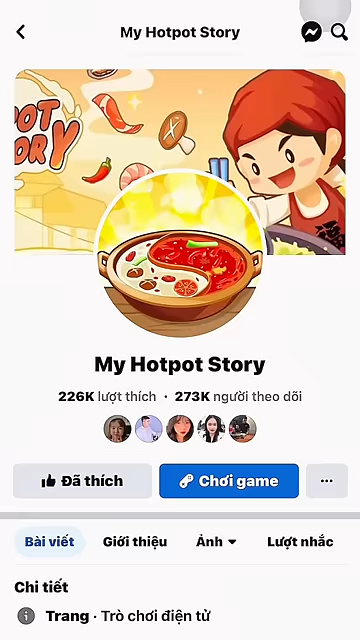 My Hotpot Story
POT
ORY
My Hotpot Story
226K lượt thích · 273K người theo dõi
Đã thích
Chơi game
Bài viết Giới thiệu Ảnh Lượt nhắc
Chi tiết
Trang · Trò chơi điện tử